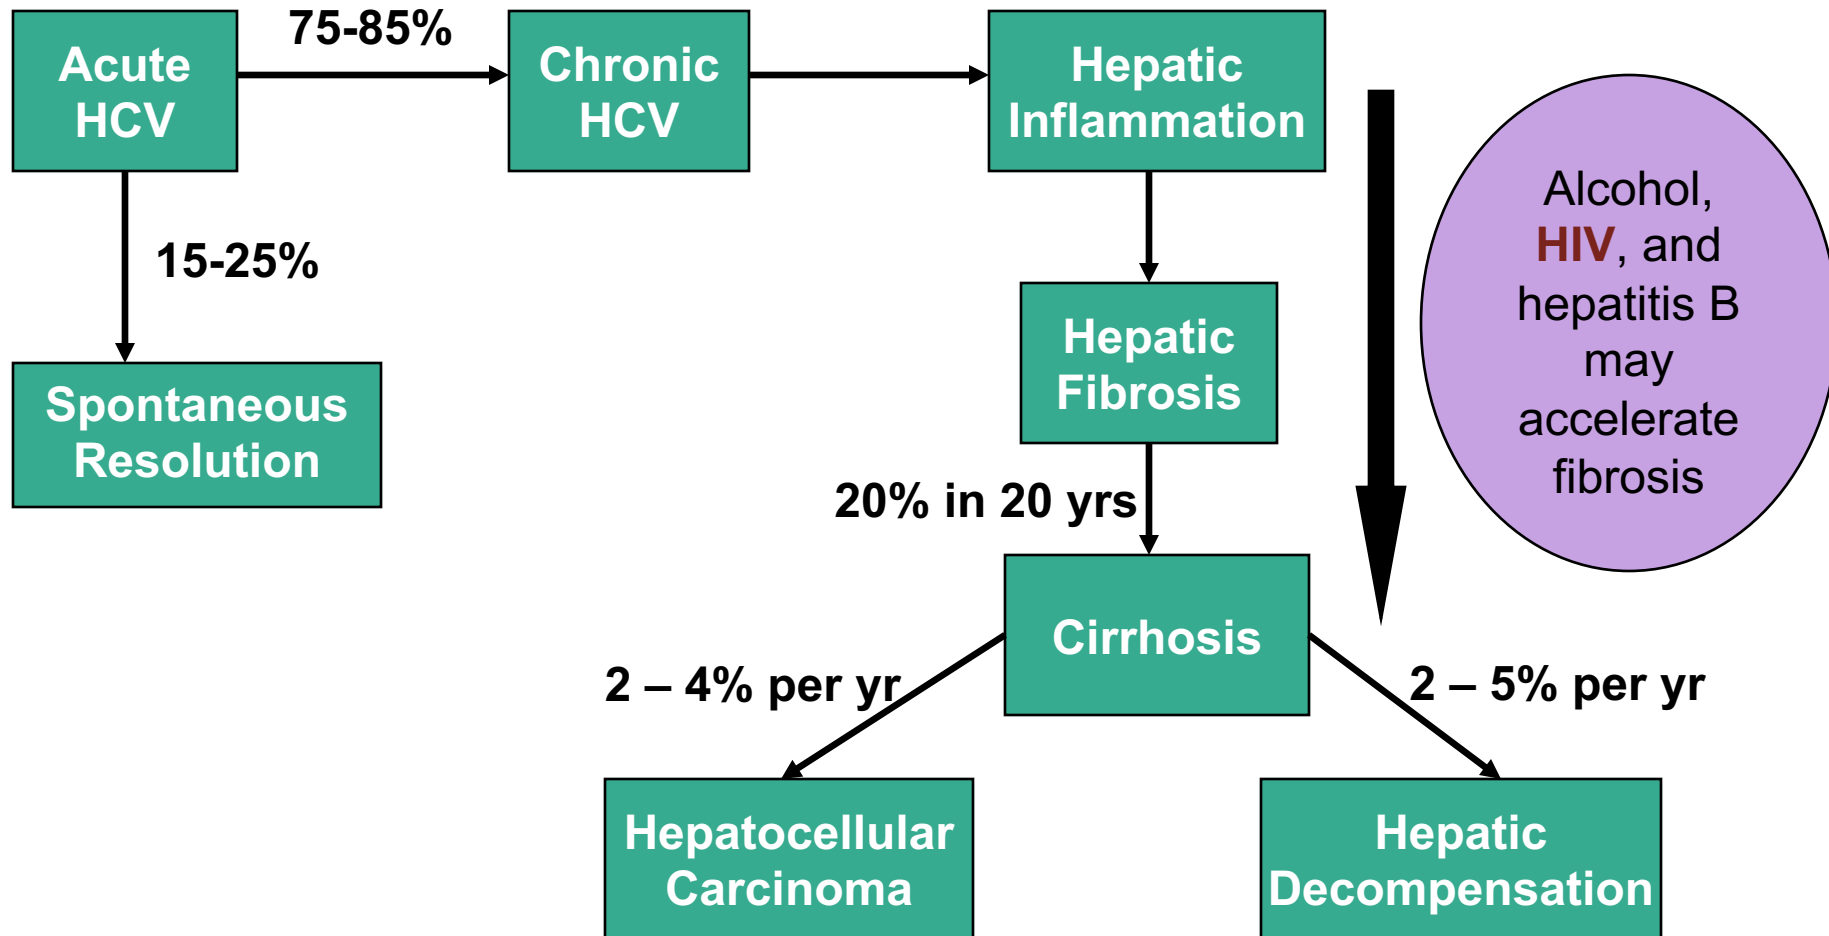 75-85%
Acute
HCV
Chronic
HCV
Hepatic
Inflammation
15-25%
Spontaneous
Resolution
Hepatic
Fibrosis
Alcohol,
HIV, and
hepatitis B
may
accelerate
fibrosis
20% in 20 yrs
Cirrhosis
2 – 4% per yr
2 – 5% per yr
Hepatocellular
Carcinoma
Hepatic
Decompensation